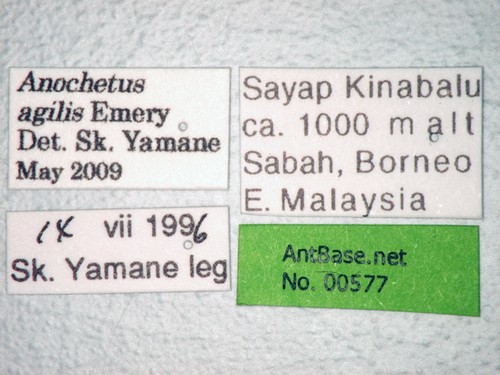 Anochetus
agilis Emery
Det. Sk. Yamane
May 2009
Sayap Kinabalu
ca. 1000 m alt
Sabah, Borneo
E. Malaysia
vii 1996
Sk. Yamane leg
AntBase.net
No. 00577